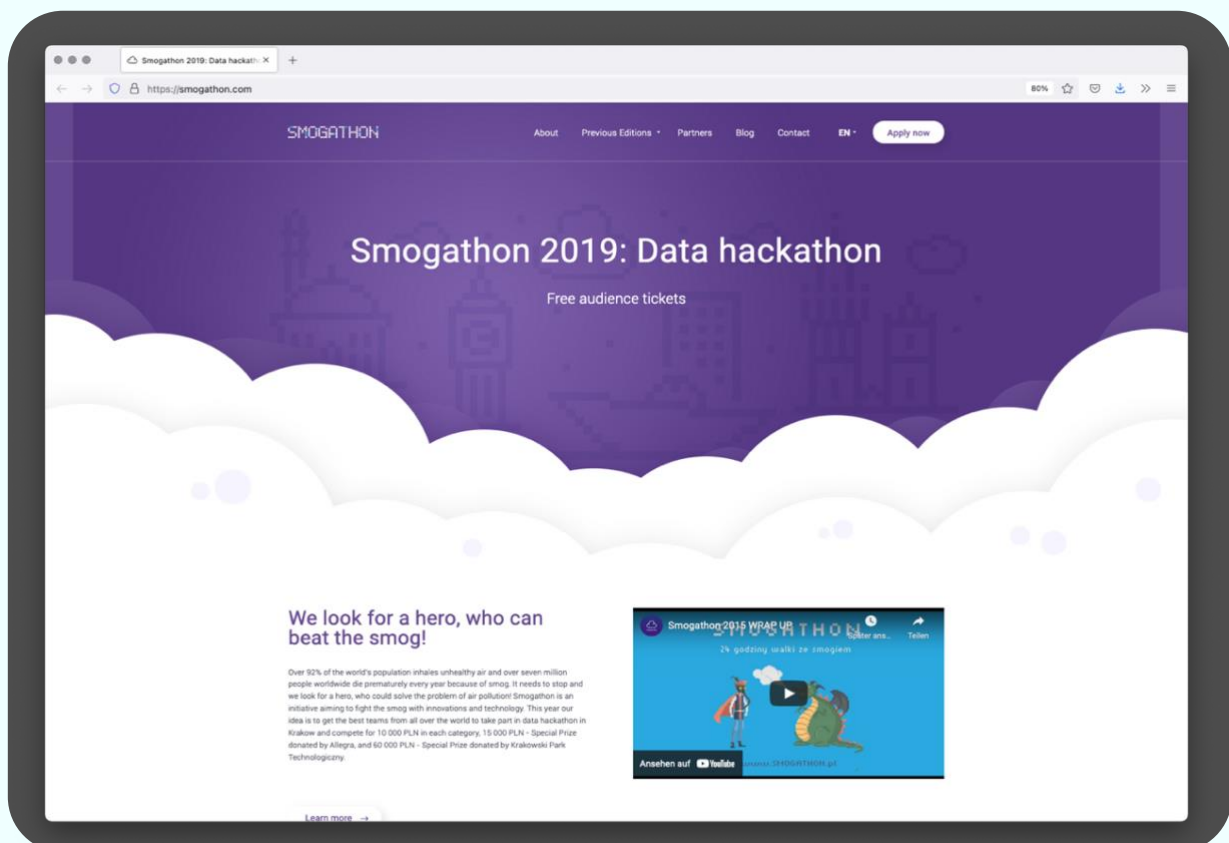 Smogathon 2019: Data hackath
https://smogathon.com
80%
SMOGATHON
About Previous Editions Partners Blog Contact EN Apply now
Smogathon 2019: Data hackathon
Free audience tickets
We look for a hero, who can
beat the smog!
Over 92% of the world's population inhales unhealthy air and over seven million
people worldwide die prematurely every year because of smog. It needs to stop and
we look for a hero, who could solve the problem of air pollution! Smogathon is an
initiative aiming to fight the smog with innovations and technology. This year our
idea is to get the best teams from all over the world to take part in data hackathon in
Krakow and compete for 10 000 PLN in each category, 15 000 PLN - Special Prize
donated by Allegra, and 60 000 PLN - Special Prize donated by Krakowski Park
Technologiczny.
Learn more →
Smogathon 2015 WRAP UP
Später ans... Teilen
SMOGATHON
24 godziny walki ze smogiem
Ansehen auf YouTube
www.SMOGATHON.pl